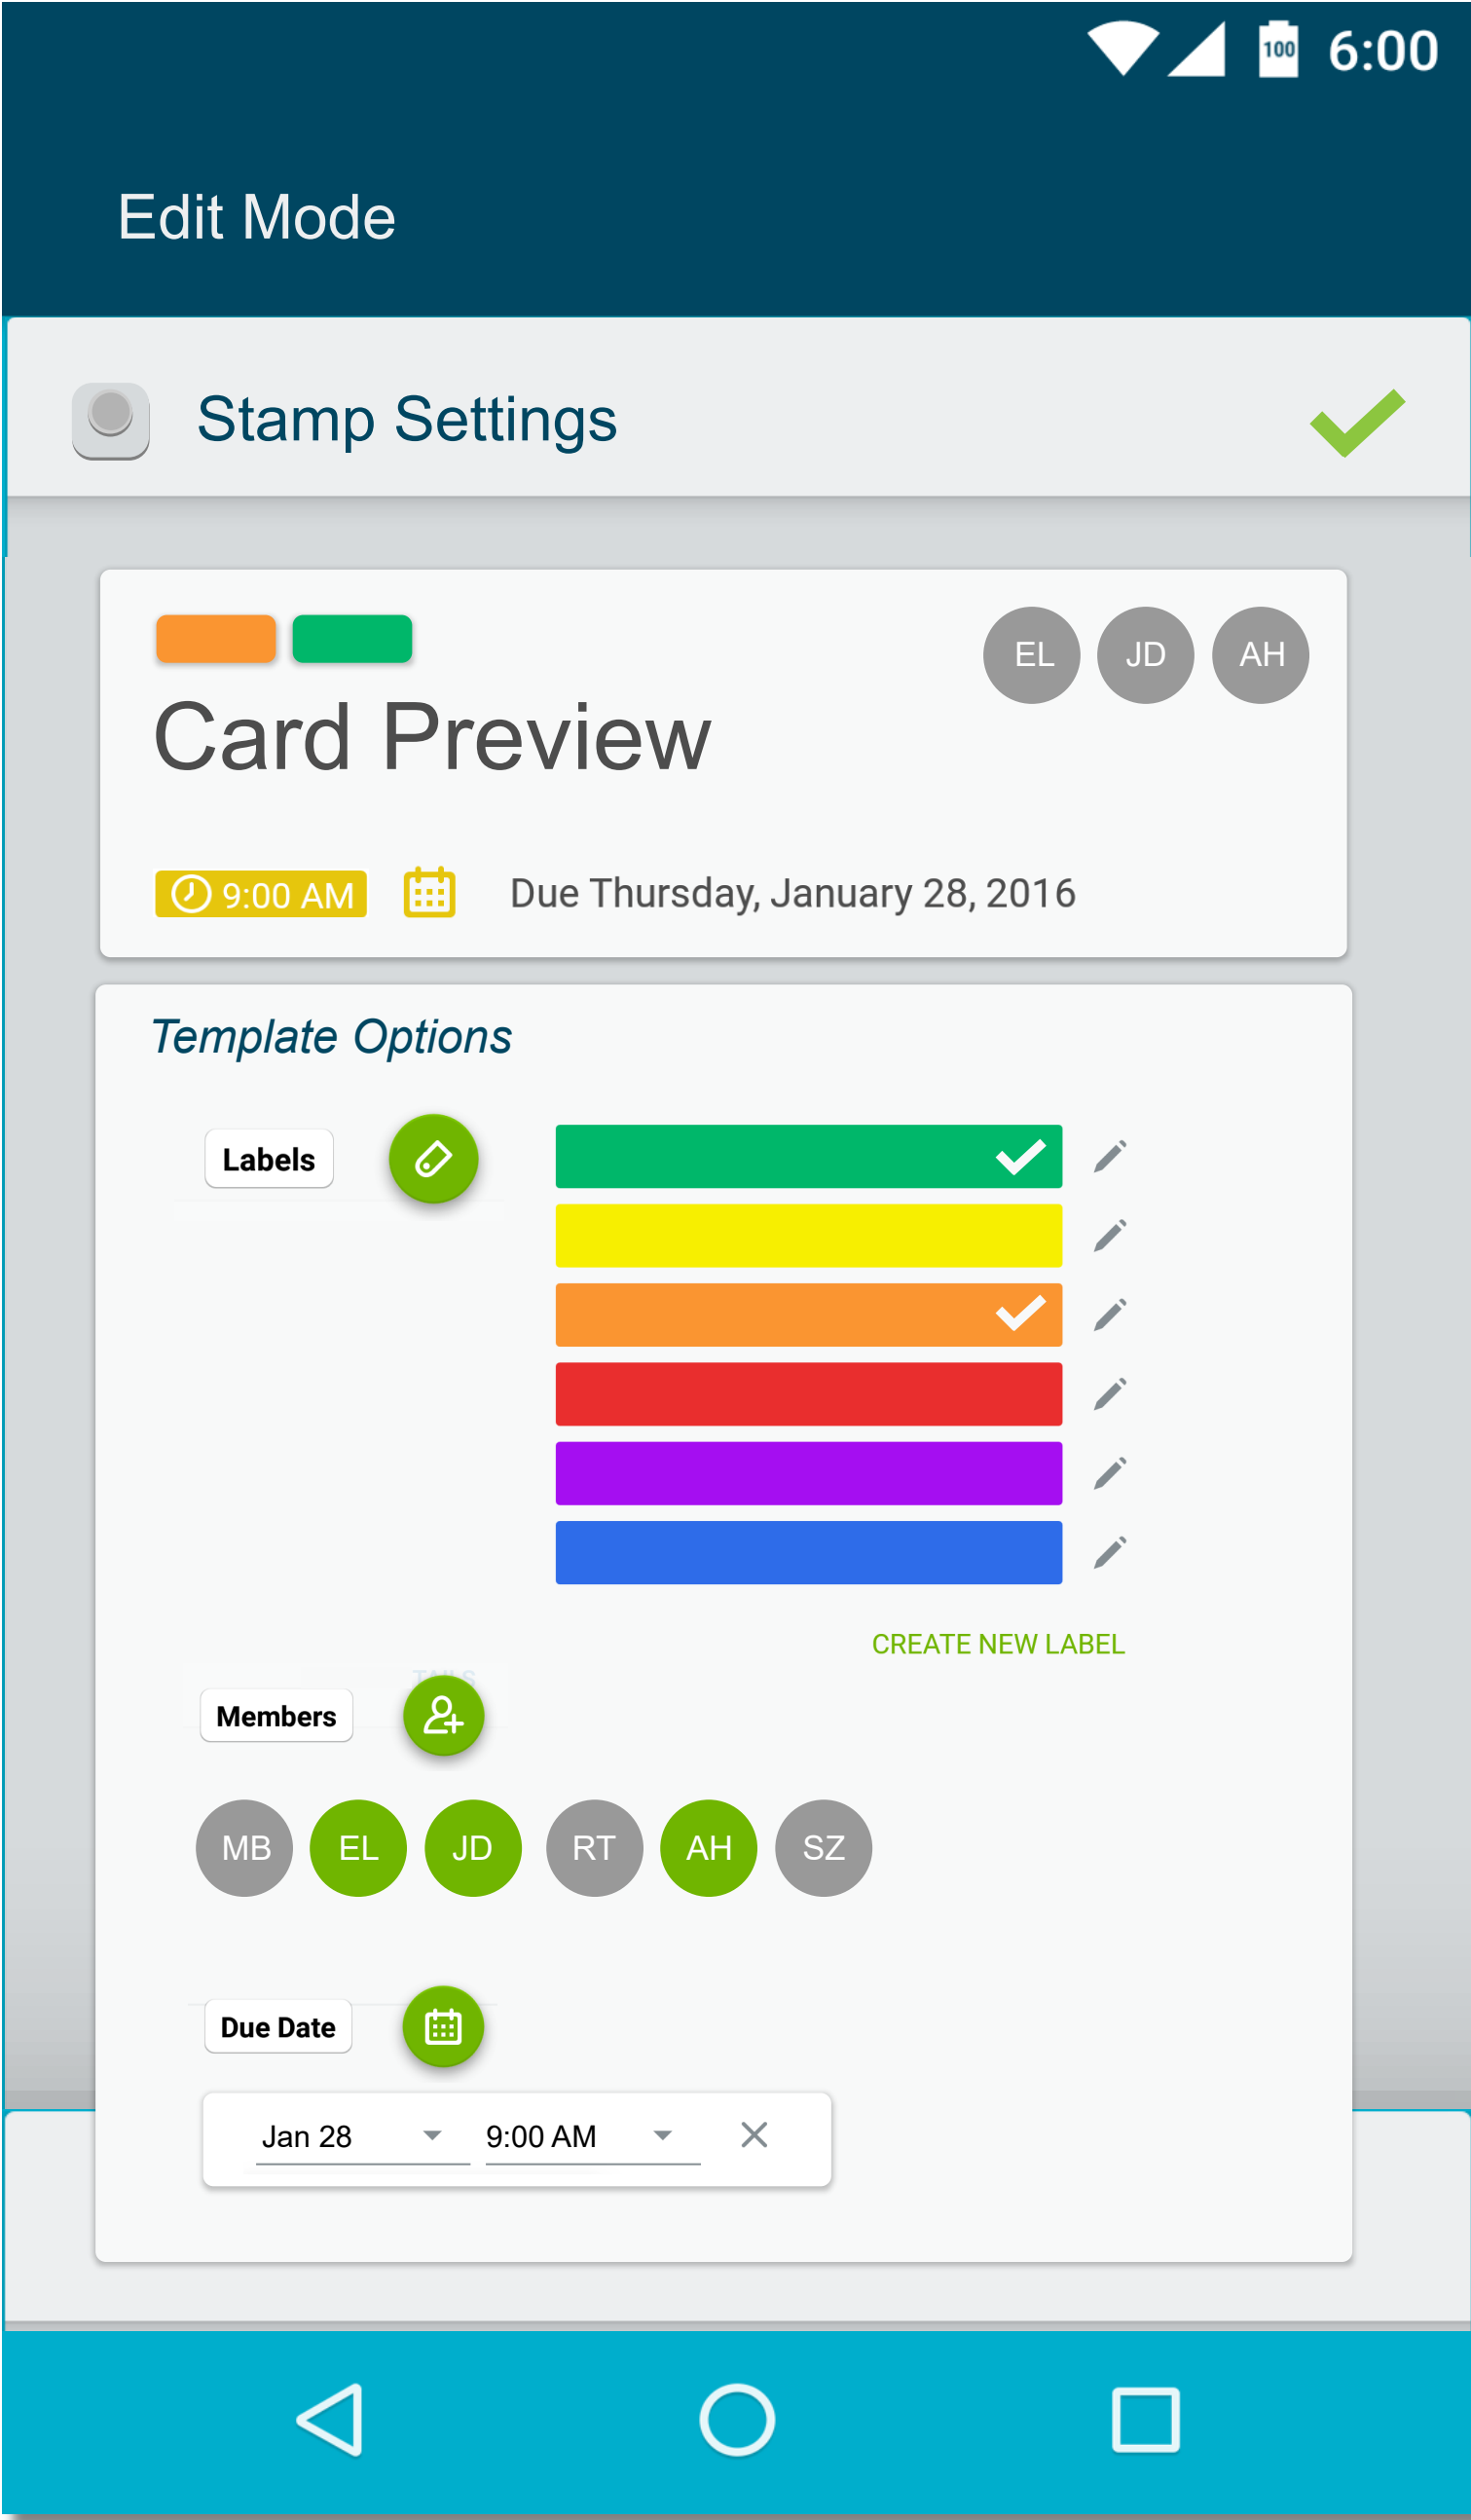 100 6:00
Edit Mode
Stamp Settings
EL JD AH
Card Preview
9:00 AM Due Thursday, January 28, 2016
Template Options
Labels
CREATE NEW LABEL
TAILS
Members
MB EL JD RT AH SZ
Due Date
Jan 28 9:00 AM